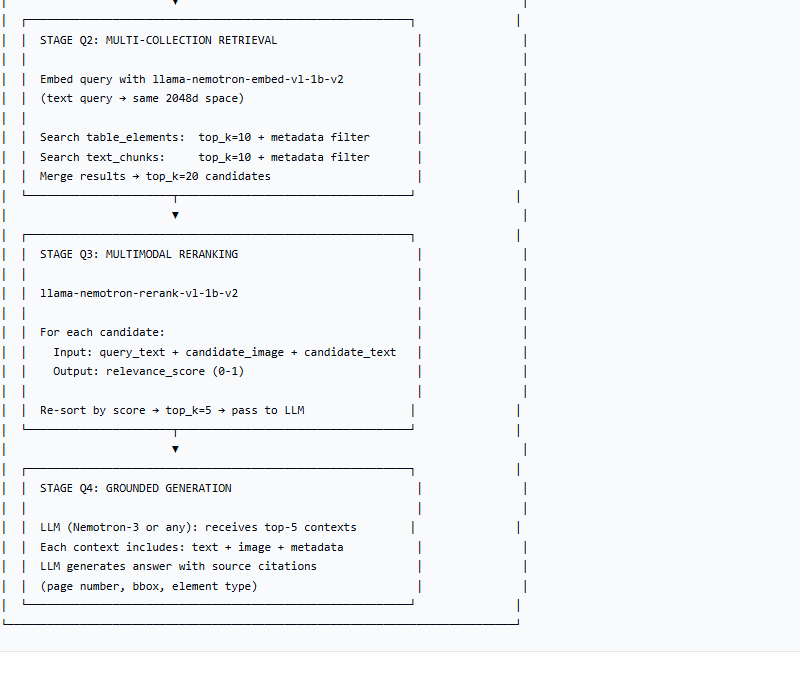 STAGE Q2: MULTI-COLLECTION RETRIEVAL
Embed query with llama-nemotron-embed-vl-1b-v2
(text query → same 2048d space)
Search table_elements:  top_k=10 + metadata filter
Search text_chunks:     top_k=10 + metadata filter
Merge results → top_k=20 candidates
STAGE Q3: MULTIMODAL RERANKING
llama-nemotron-rerank-vl-1b-v2
For each candidate:
Input: query_text + candidate_image + candidate_text
Output: relevance_score (0-1)
Re-sort by score → top_k=5 → pass to LLM
STAGE Q4: GROUNDED GENERATION
LLM (Nemotron-3 or any): receives top-5 contexts
Each context includes: text + image + metadata
LLM generates answer with source citations
(page number, bbox, element type)